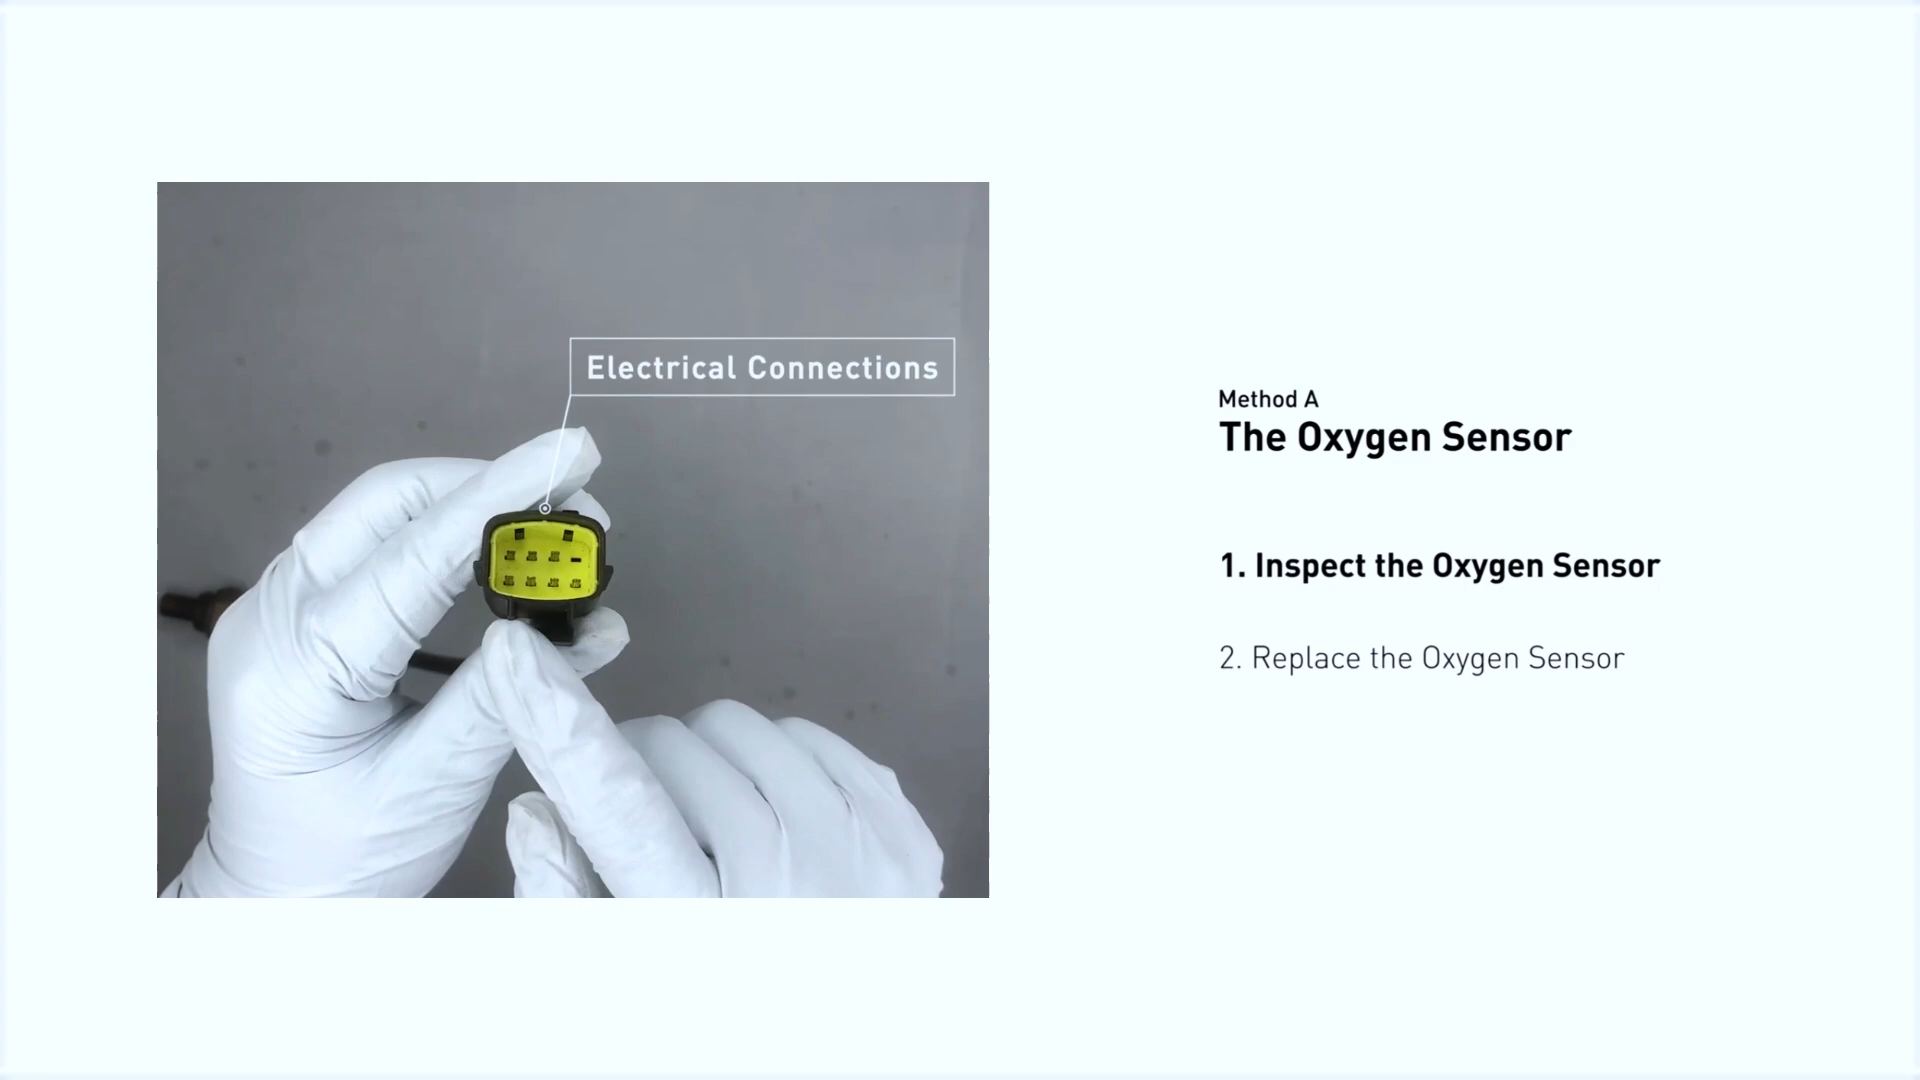 Electrical Connections
Method A
The Oxygen Sensor
1. Inspect the Oxygen Sensor
2. Replace the Oxygen Sensor